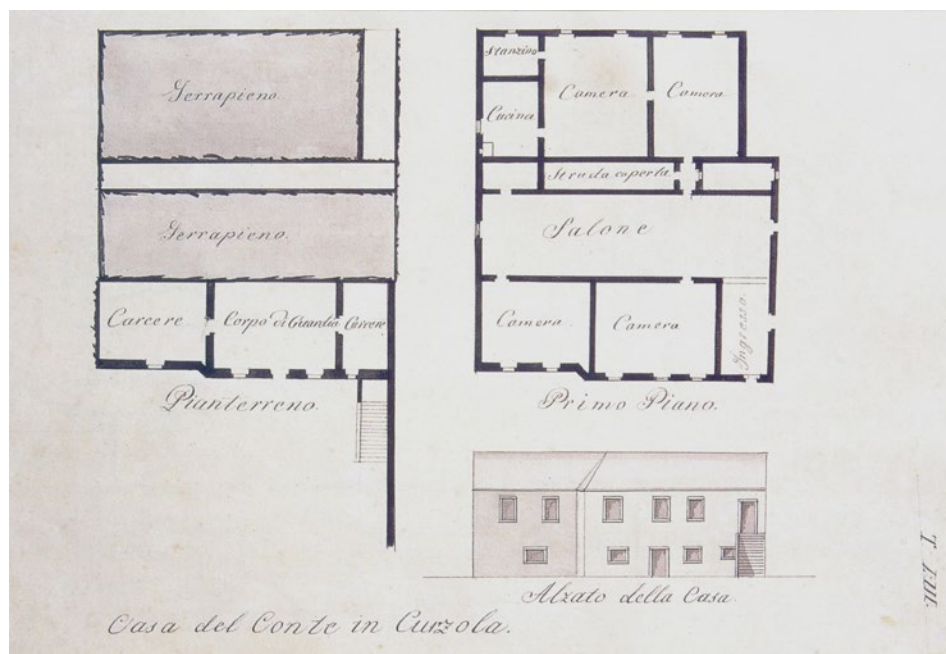 Terrapieno.
Terrapieno.
Carcere
Corpo di Guardia
Carcere
Pianterreno.
Stanzino
Camera
Camera
Cucina
Strada coperta
Salone
Camera
Camera
Ingresso.
Primo Piano.
Alzato della Casa.
Casa del Conte in Curzola.